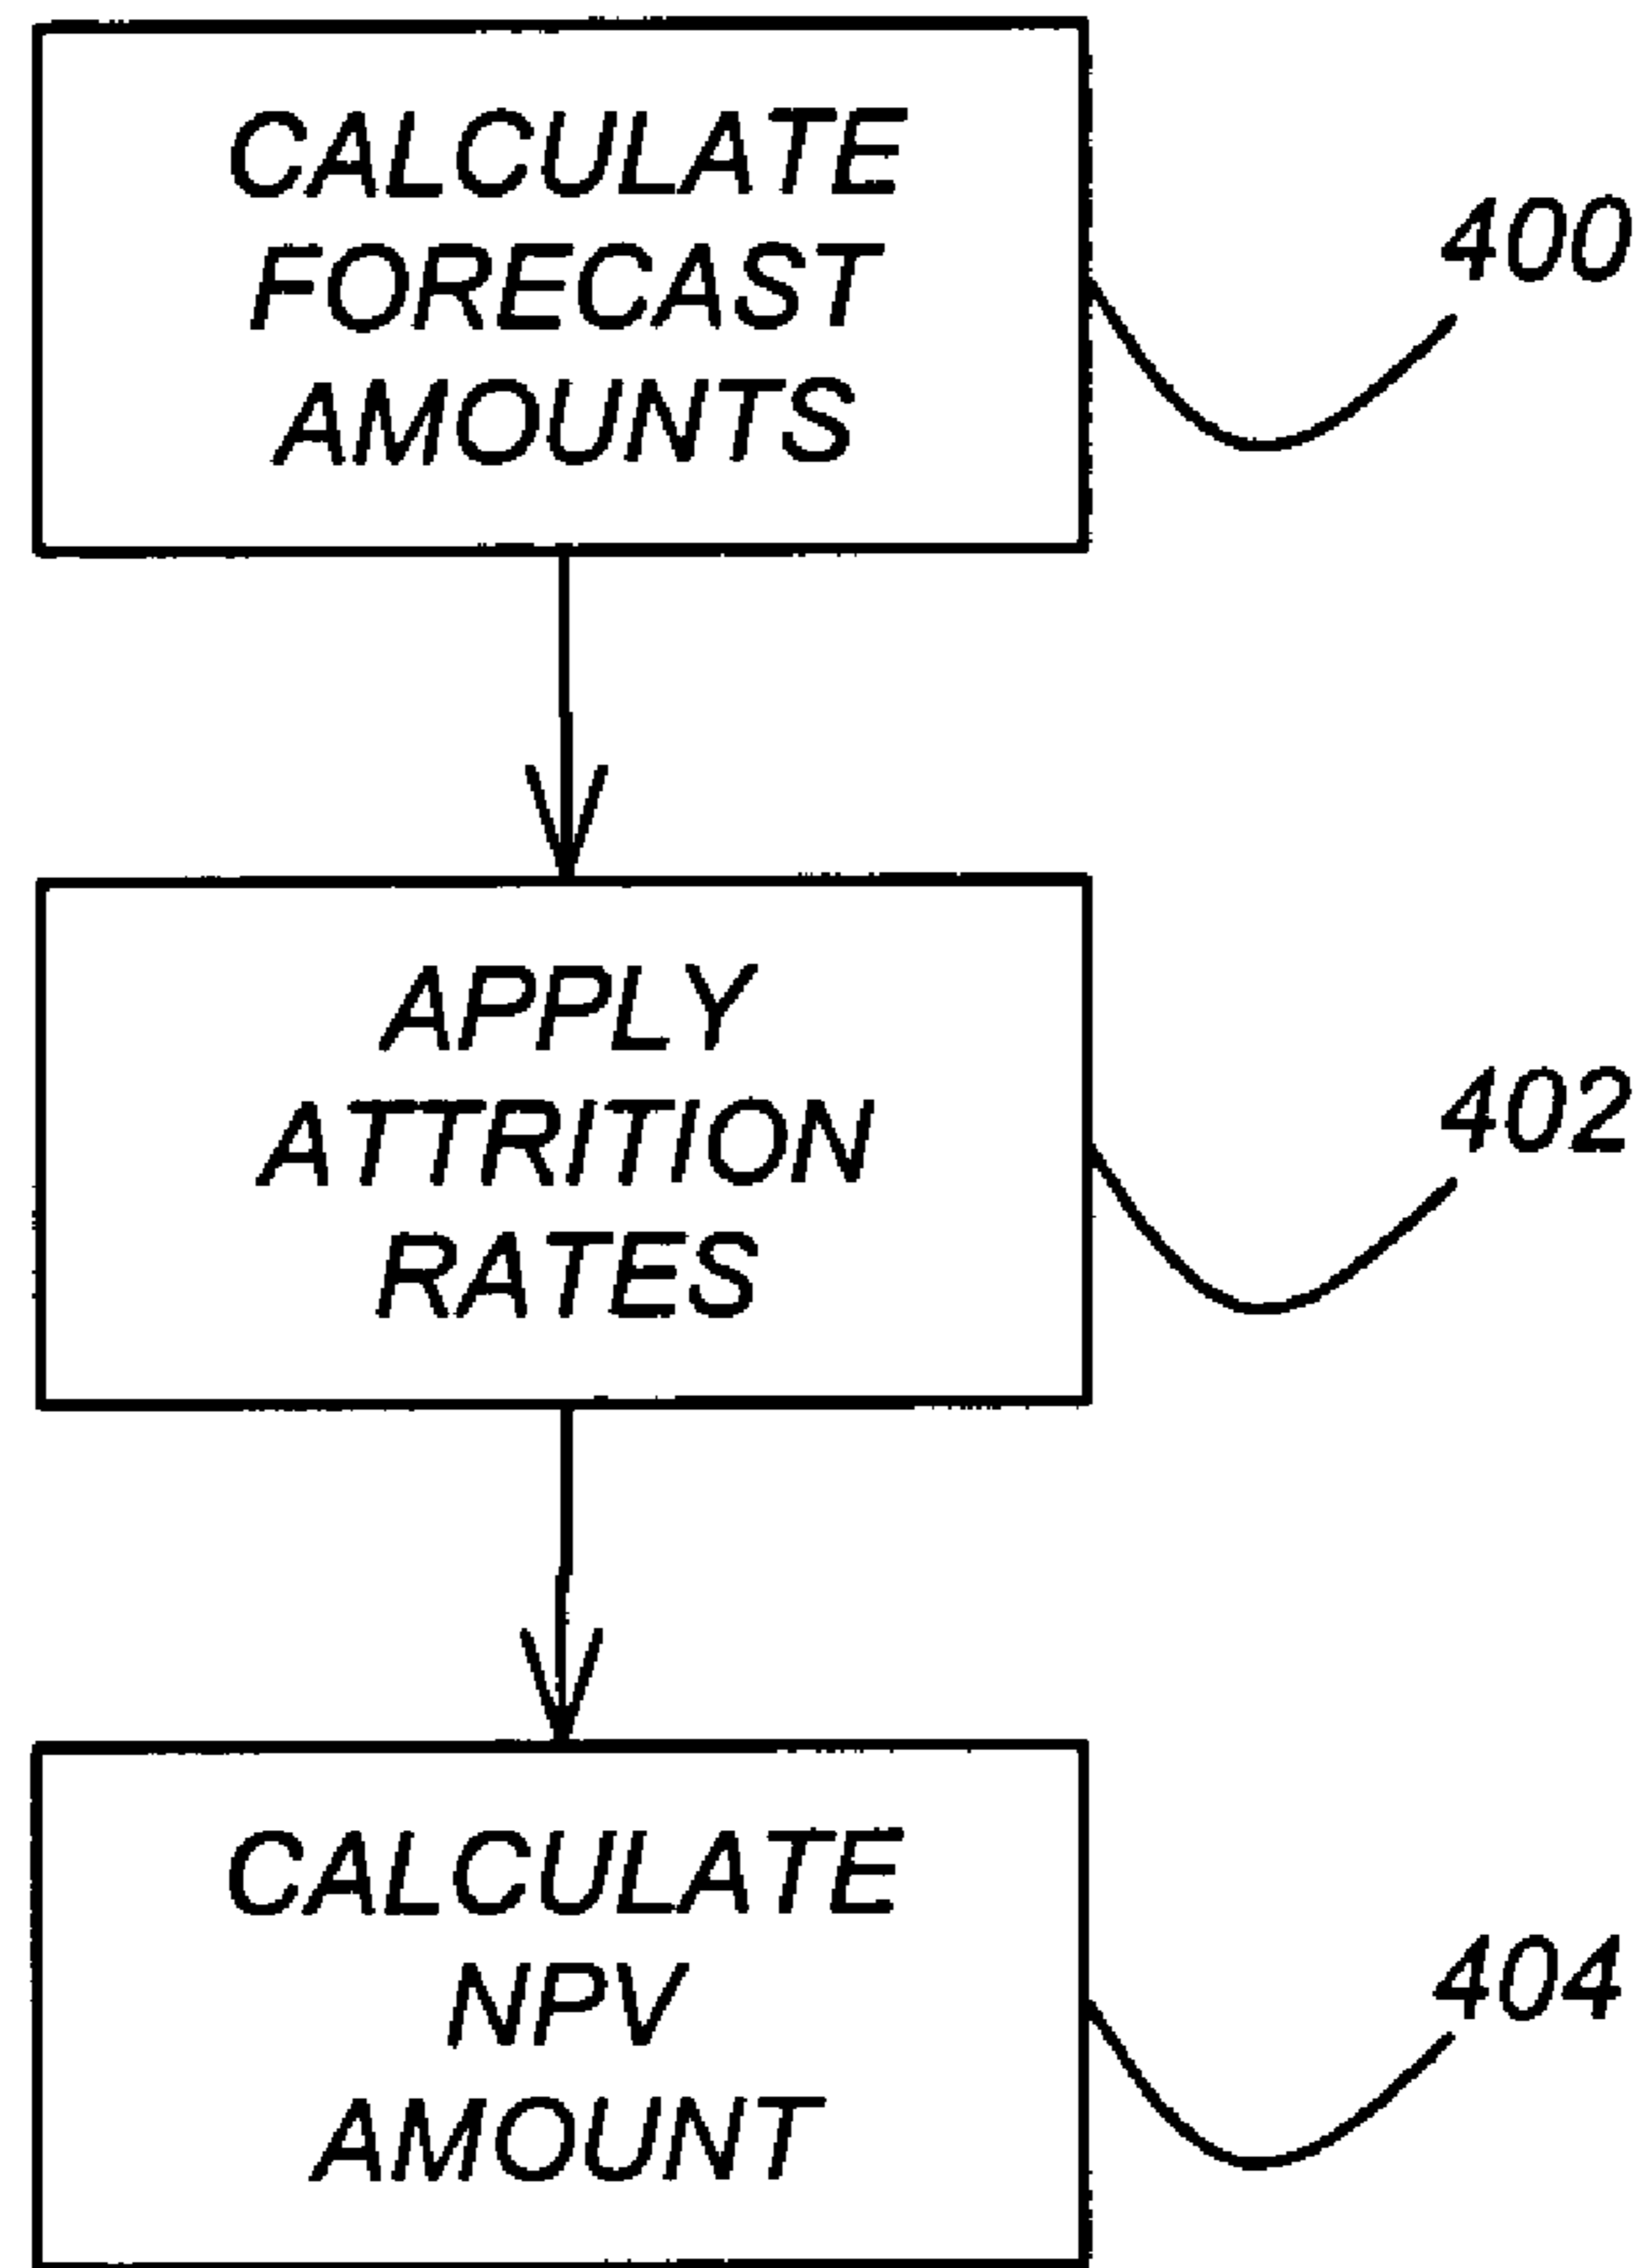 CALCULATE
FORECAST
AMOUNTS
400
APPLY
ATTRITION
RATES
402
CALCULATE
NPV
AMOUNT
404